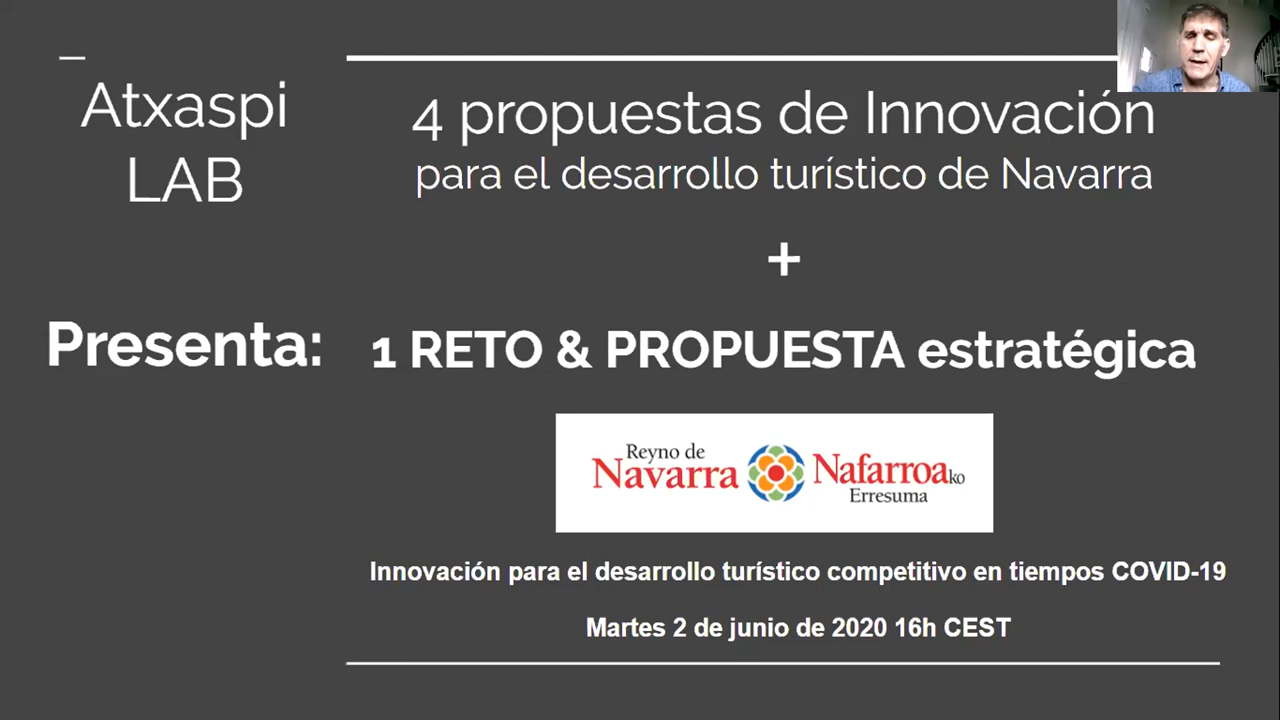 Atxaspi
LAB
4 propuestas de Innovación
para el desarrollo turístico de Navarra
+
Presenta:
1 RETO & PROPUESTA estratégica
Reyno de
Navarra
Nafarroako
Erresuma
Innovación para el desarrollo turístico competitivo en tiempos COVID-19
Martes 2 de junio de 2020 16h CEST